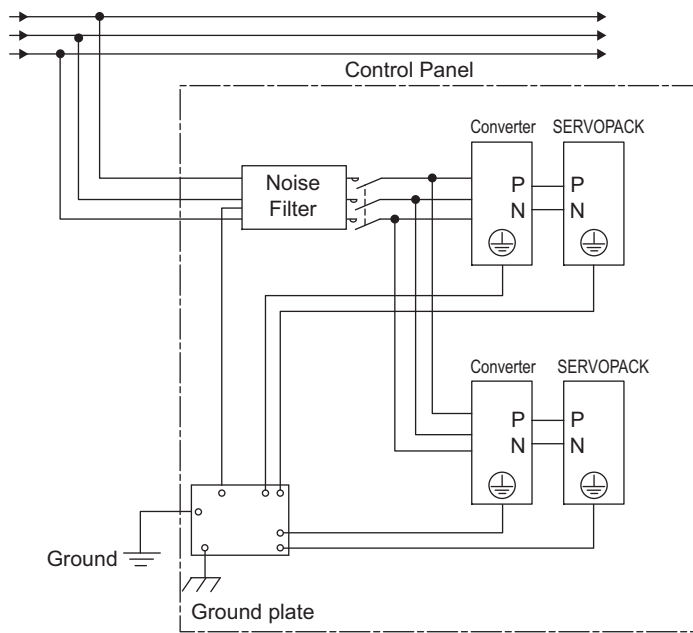 Control Panel
Converter SERVOPACK
Noise
Filter
P P
N N
Converter SERVOPACK
P P
N N
Ground
Ground plate